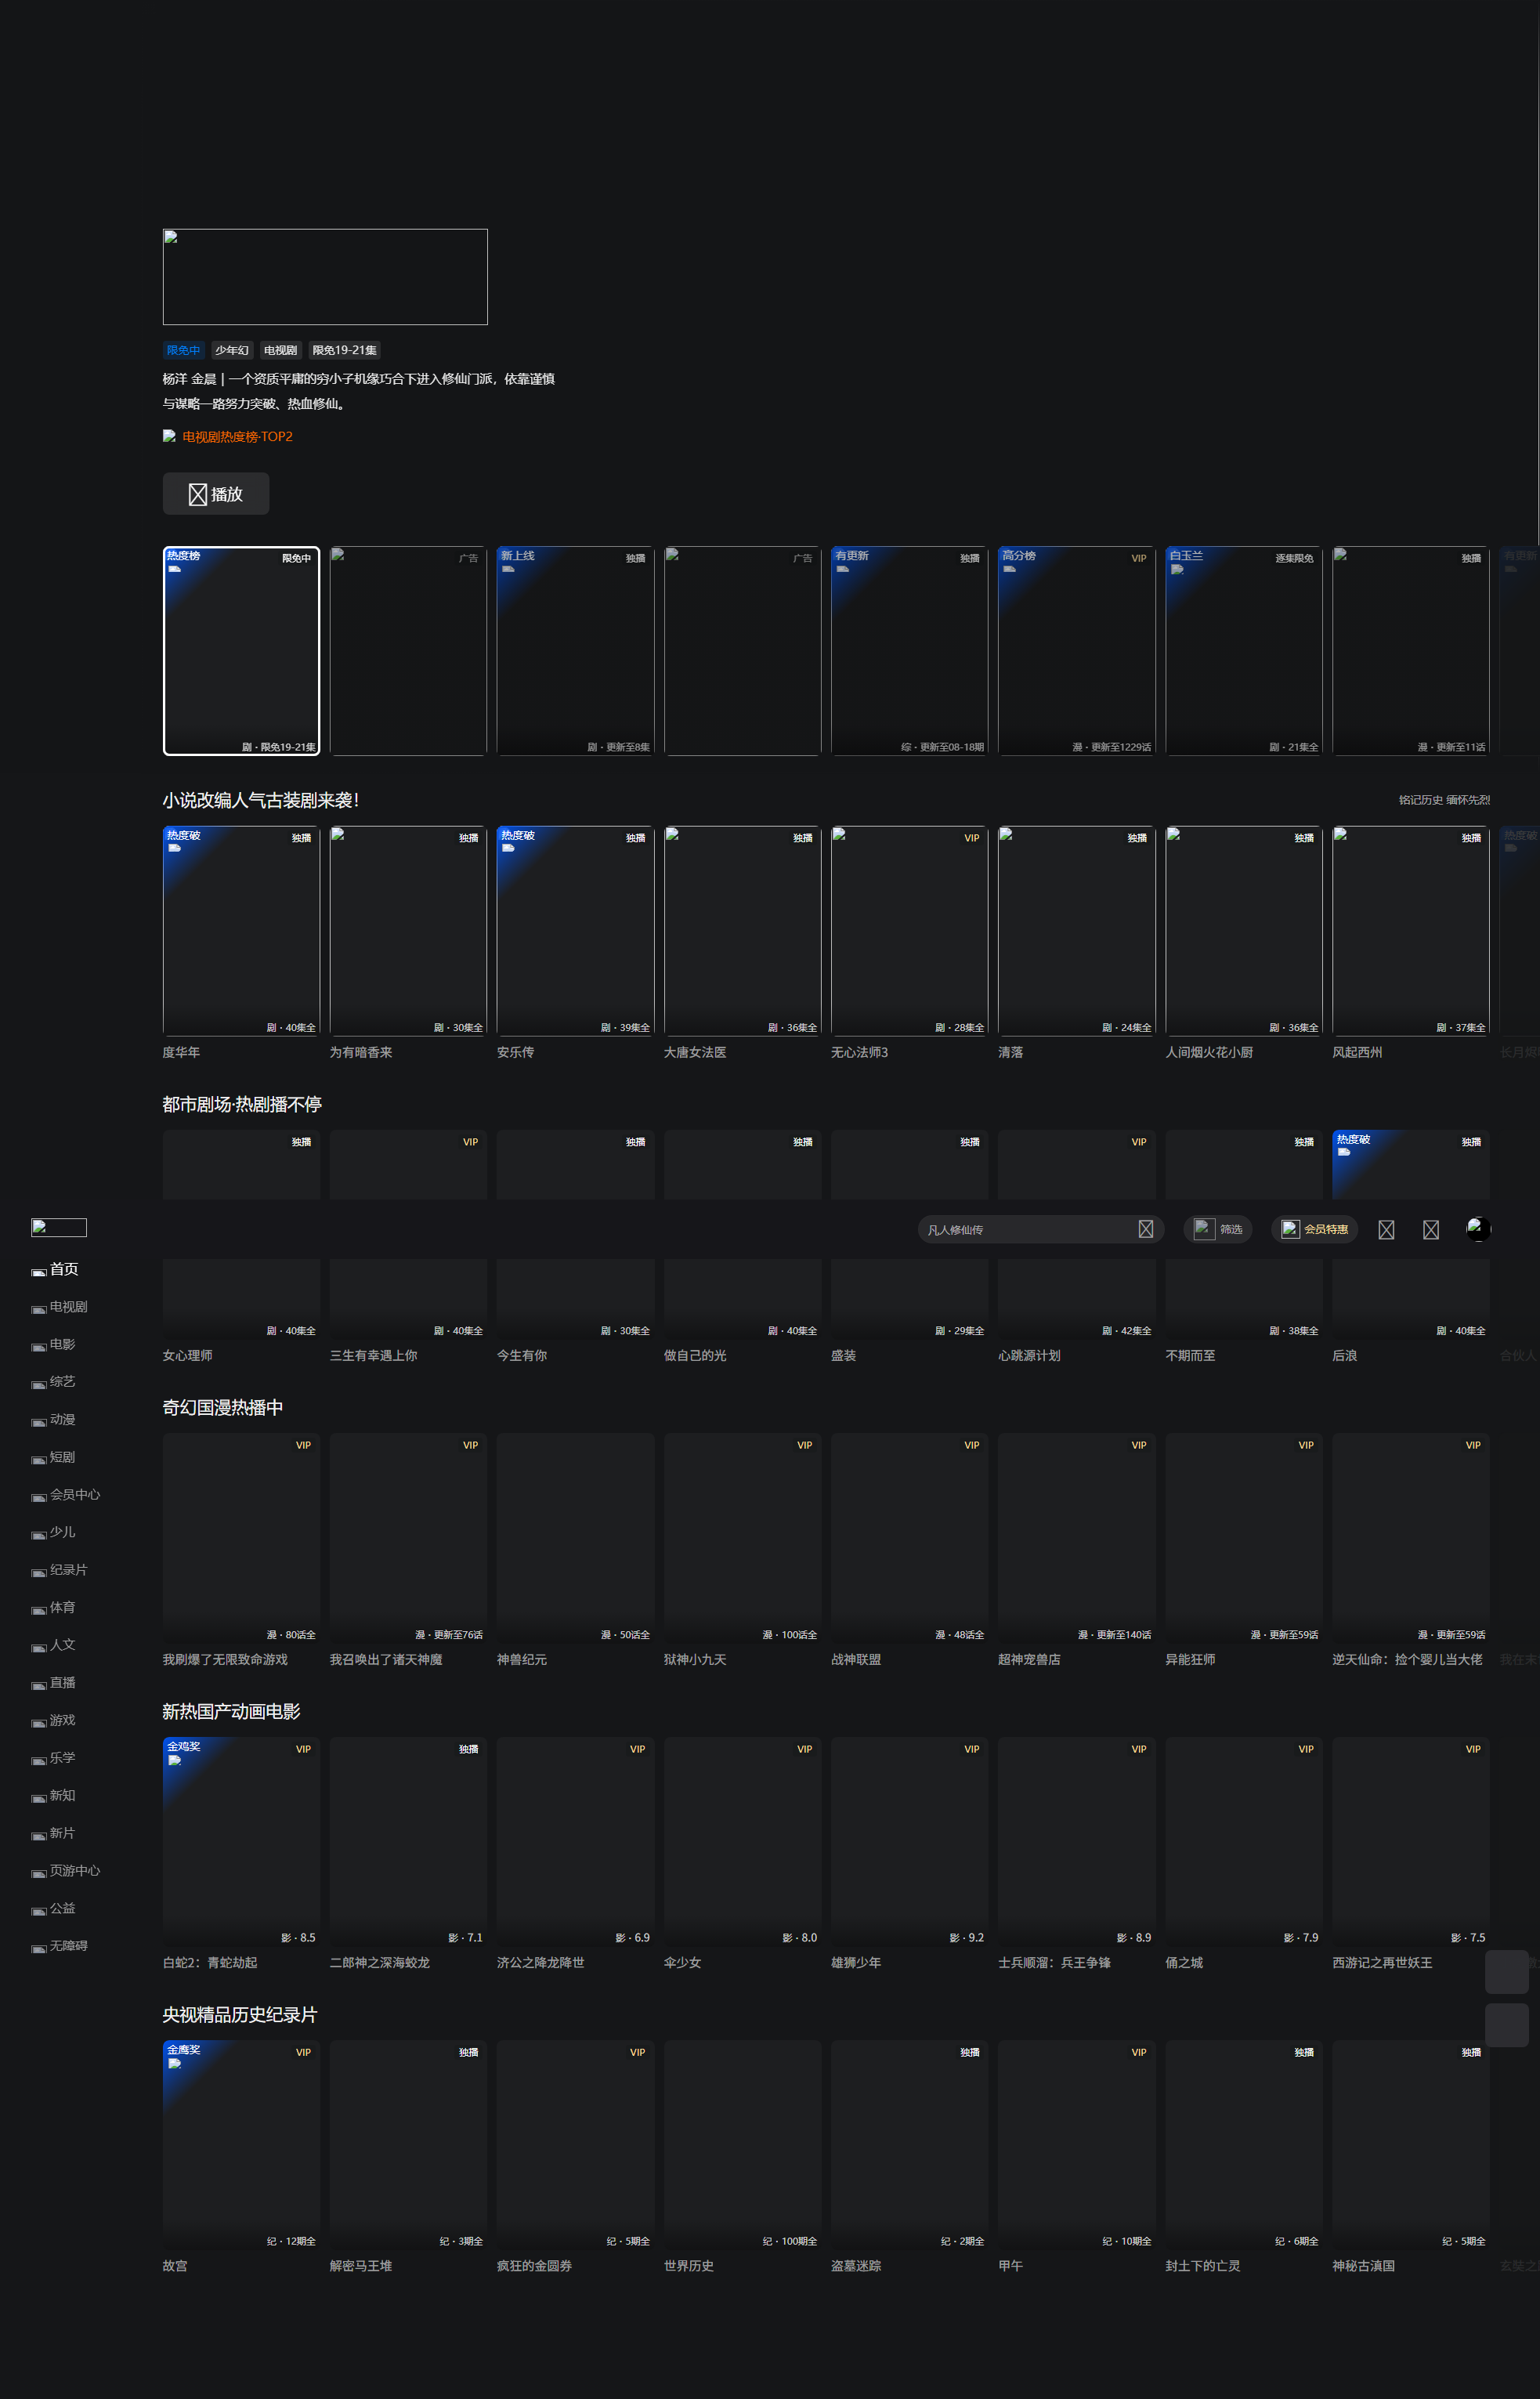 限免中 少年幻 电视剧 限免19-21集
杨洋 金晨 | 一个资质平庸的穷小子机缘巧合下进入修仙门派，依靠谨慎
与谋略一路努力突破、热血修仙。
电视剧热度榜·TOP2
播放
热度榜 限免中 广告 新上线 独播 广告 有更新 独播 高分榜 VIP 白玉兰 逐集限免 独播 有更新
剧・限免19-21集 剧・更新至8集 综・更新至08-18期 漫・更新至1229话 剧・21集全 漫・更新至11话
小说改编人气古装剧来袭！ 铭记历史 缅怀先烈
热度破 独播 独播 热度破 独播 独播 VIP 独播 独播 独播 热度破
剧・40集全 剧・30集全 剧・39集全 剧・36集全 剧・28集全 剧・24集全 剧・36集全 剧・37集全
度华年 为有暗香来 安乐传 大唐女法医 无心法师3 清落 人间烟火花小厨 风起西州 长月烬
都市剧场·热剧播不停
独播 VIP 独播 独播 独播 VIP 独播 热度破 独播
凡人修仙传 筛选 会员特惠
首页
电视剧
电影
综艺
动漫
短剧
会员中心
少儿
纪录片
体育
人文
直播
游戏
乐学
新知
新片
页游中心
公益
无障碍
剧・40集全 剧・40集全 剧・30集全 剧・40集全 剧・29集全 剧・42集全 剧・38集全 剧・40集全
女心理师 三生有幸遇上你 今生有你 做自己的光 盛装 心跳源计划 不期而至 后浪 合伙人
奇幻国漫热播中
VIP VIP VIP VIP VIP VIP VIP
漫・80话全 漫・更新至76话 漫・50话全 漫・100话全 漫・48话全 漫・更新至140话 漫・更新至59话 漫・更新至59话
我刷爆了无限致命游戏 我召唤出了诸天神魔 神兽纪元 狱神小九天 战神联盟 超神宠兽店 异能狂师 逆天仙命：捡个婴儿当大佬 我在末
新热国产动画电影
金鸡奖 VIP 独播 VIP VIP VIP VIP VIP VIP
影・8.5 影・7.1 影・6.9 影・8.0 影・9.2 影・8.9 影・7.9 影・7.5
白蛇2：青蛇劫起 二郎神之深海蛟龙 济公之降龙降世 伞少女 雄狮少年 士兵顺溜：兵王争锋 俑之城 西游记之再世妖王
央视精品历史纪录片
金鹰奖 VIP 独播 VIP 独播 VIP 独播 独播
纪・12期全 纪・3期全 纪・5期全 纪・100期全 纪・2期全 纪・10期全 纪・6期全 纪・5期全
故宫 解密马王堆 疯狂的金圆券 世界历史 盗墓迷踪 甲午 封土下的亡灵 神秘古滇国 玄奘之